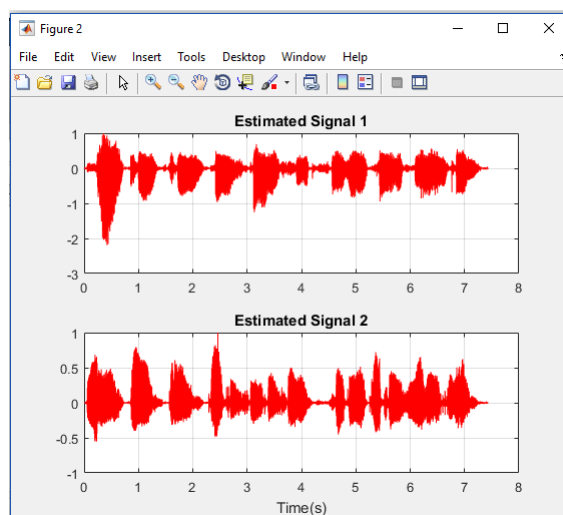 Figure 2
File Edit View Insert Tools Desktop Window Help
Estimated Signal 1
1
0
-1
-2
-3
0 1 2 3 4 5 6 7 8
Estimated Signal 2
1
0.5
0
-0.5
-1
0 1 2 3 4 5 6 7 8
Time(s)